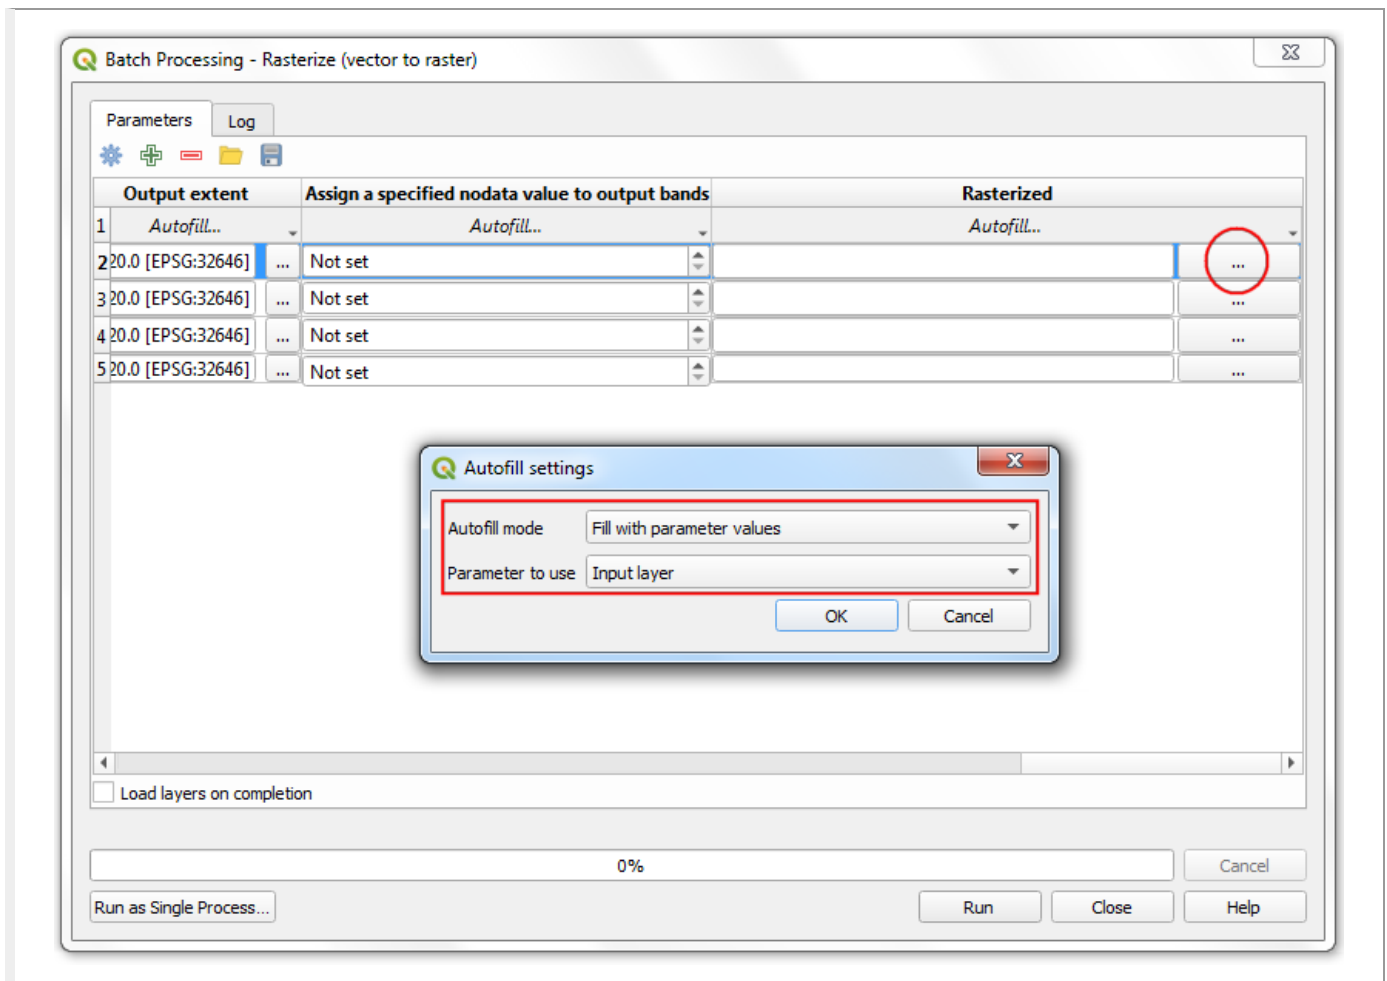 Batch Processing - Rasterize (vector to raster)
Parameters Log
Output extent Assign a specified nodata value to output bands Rasterized
1 Autofill... Autofill... Autofill...
2 20.0 [EPSG:32646] ... Not set ...
3 20.0 [EPSG:32646] ... Not set ...
4 20.0 [EPSG:32646] ... Not set ...
5 20.0 [EPSG:32646] ... Not set ...
Autofill settings
Autofill mode Fill with parameter values
Parameter to use Input layer
OK Cancel
Load layers on completion
0% Cancel
Run as Single Process... Run Close Help